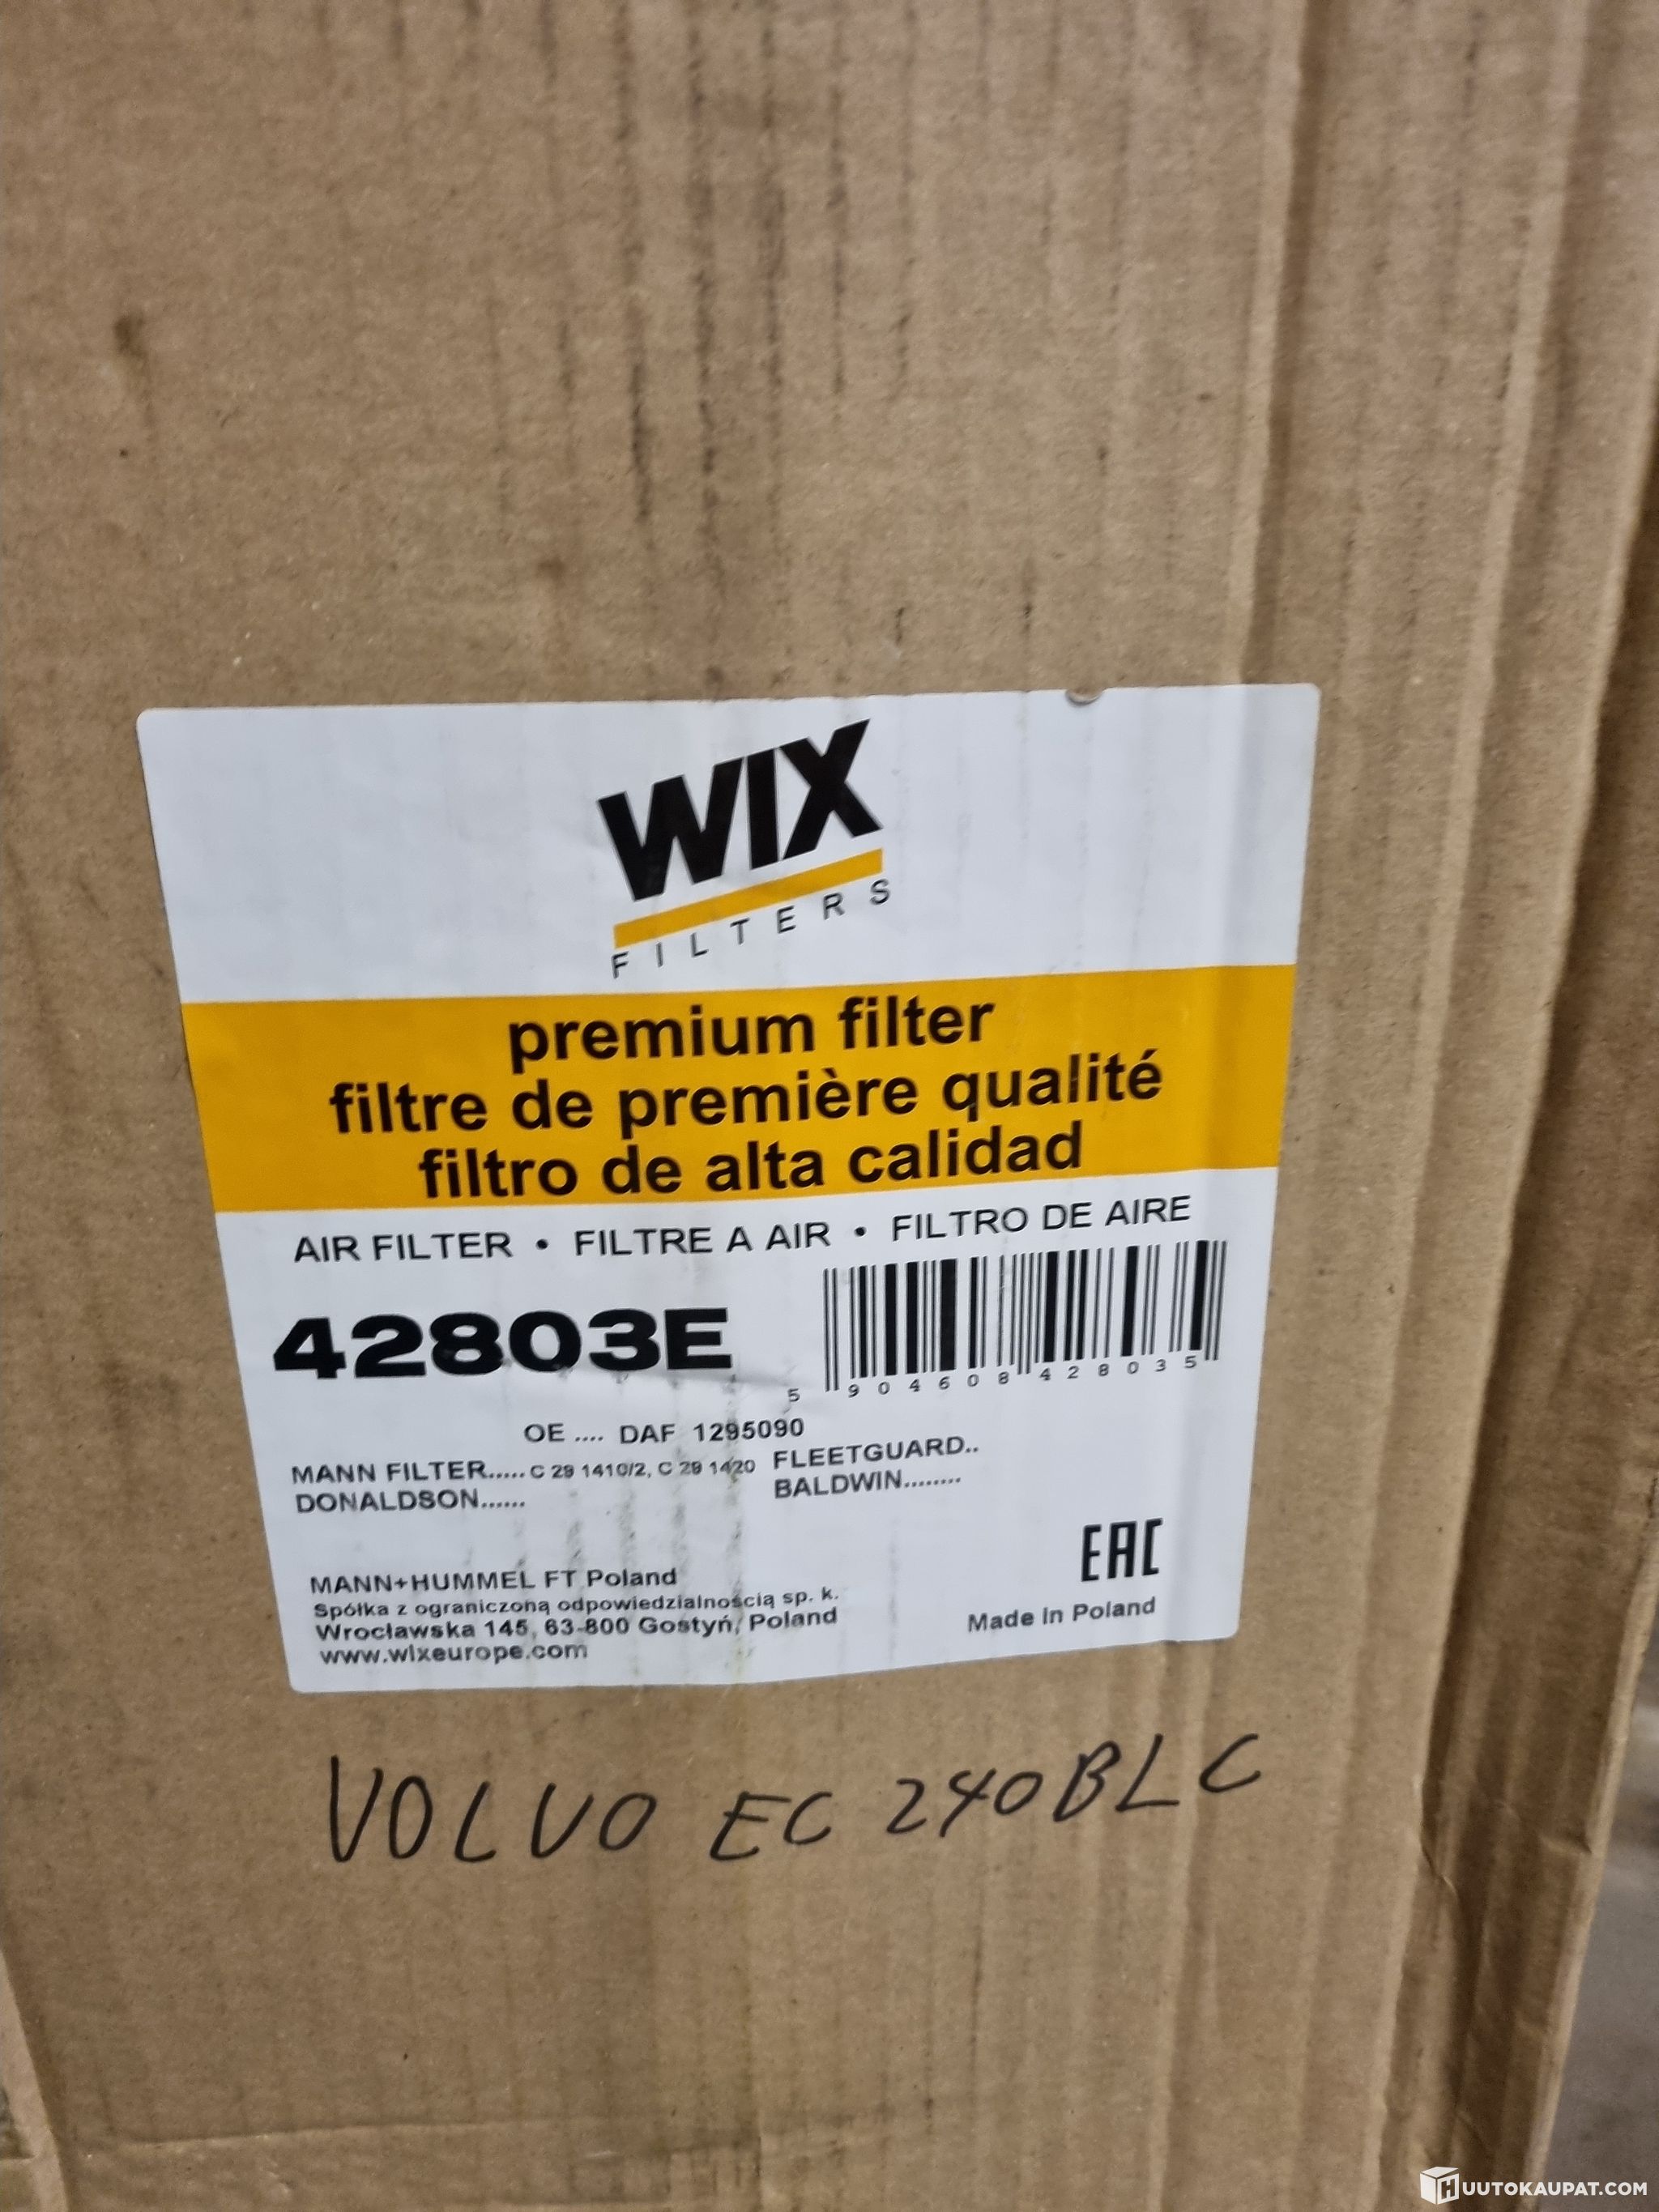 WIX
FILTERS
premium filter
filtre de première qualité
filtro de alta calidad
AIR FILTER • FILTRE A AIR • FILTRO DE AIRE
42803E
5 904608 428035
OE .... DAF 1295090
MANN FILTER.....C 29 1410/2, C 29 1420 FLEETGUARD..
DONALDSON...... BALDWIN........
EAC
MANN+HUMMEL FT Poland
Spółka z ograniczoną odpowiedzialnością sp. k.
Wrocławska 145, 63-800 Gostyń, Poland
www.wixeurope.com
Made in Poland
VOLVO EC 240BLC
HUUTOKAUPAT.COM